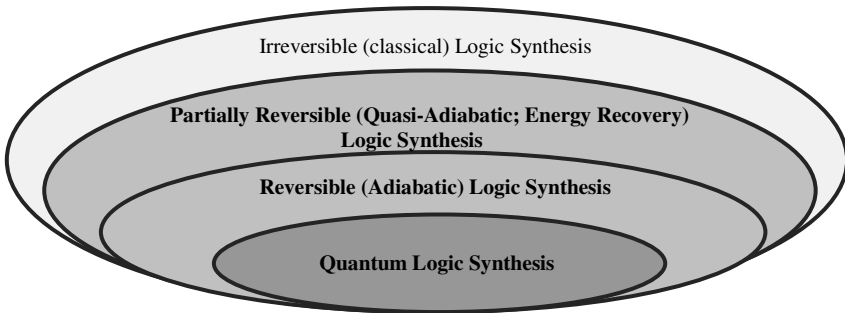 Irreversible (classical) Logic Synthesis
Partially Reversible (Quasi-Adiabatic; Energy Recovery)
Logic Synthesis
Reversible (Adiabatic) Logic Synthesis
Quantum Logic Synthesis